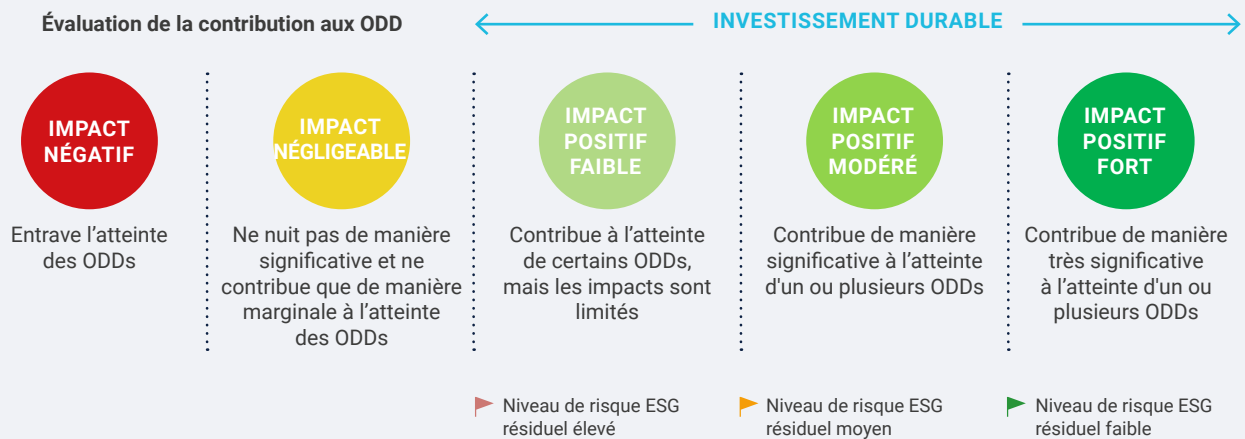 Évaluation de la contribution aux ODD
INVESTISSEMENT DURABLE
IMPACT
NÉGATIF
IMPACT
NÉGLIGEABLE
IMPACT
POSITIF
FAIBLE
IMPACT
POSITIF
MODÉRÉ
IMPACT
POSITIF
FORT
Entrave l’atteinte
des ODDs
Ne nuit pas de manière
significative et ne
contribue que de manière
marginale à l’atteinte
des ODDs
Contribue à l’atteinte
de certains ODDs,
mais les impacts sont
limités
Contribue de manière
significative à l’atteinte
d'un ou plusieurs ODDs
Contribue de manière
très significative
à l’atteinte d'un ou
plusieurs ODDs
Niveau de risque ESG
résiduel élevé
Niveau de risque ESG
résiduel moyen
Niveau de risque ESG
résiduel faible